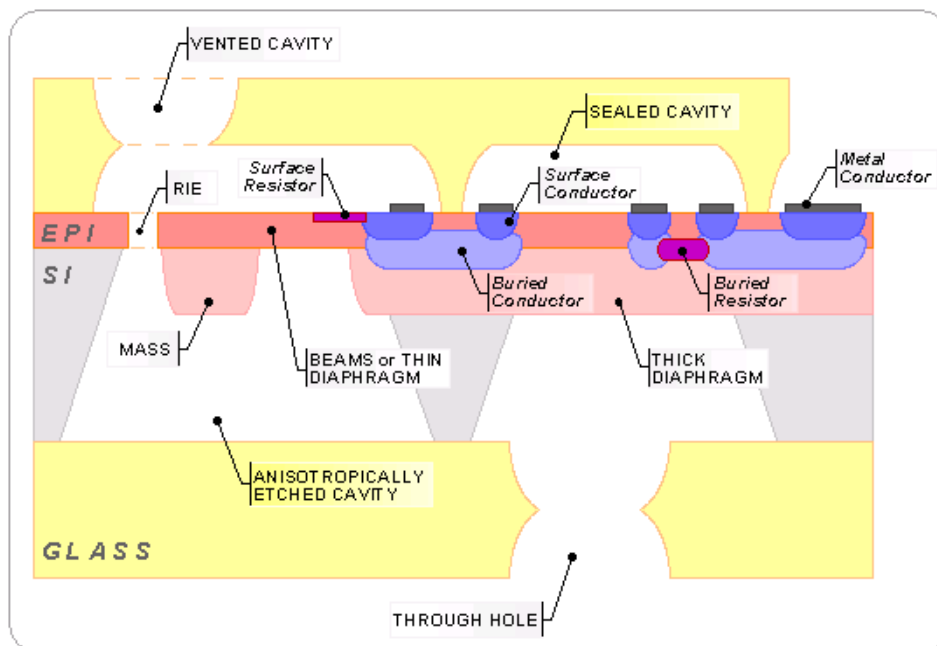 VENTED CAVITY
SEALED CAVITY
Surface
Resistor
RIE
Surface
Conductor
Metal
Conductor
EPI
SI
Buried
Conductor
Buried
Resistor
MASS
BEAMS or THIN
DIAPHRAGM
THICK
DIAPHRAGM
ANISOTROPICALLY
ETCHED CAVITY
GLASS
THROUGH HOLE